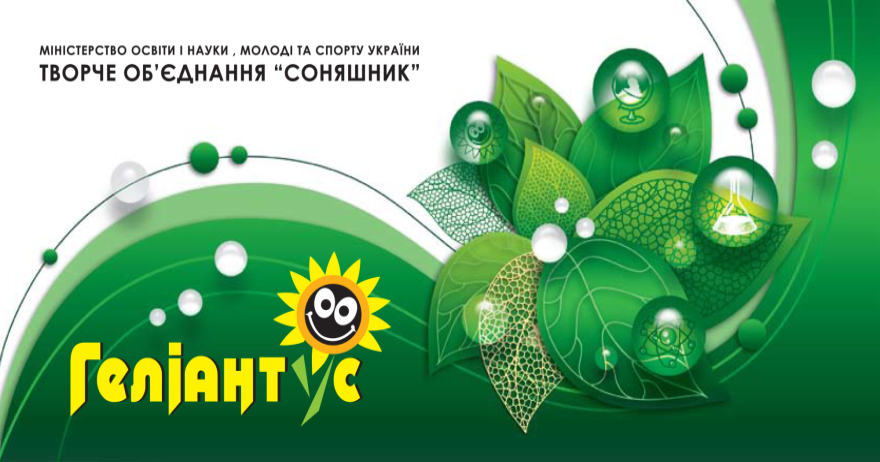 МІНІСТЕРСТВО ОСВІТИ І НАУКИ , МОЛОДІ ТА СПОРТУ УКРАЇНИ
ТВОРЧЕ ОБ’ЄДНАННЯ “СОНЯШНИК”
Геліантус